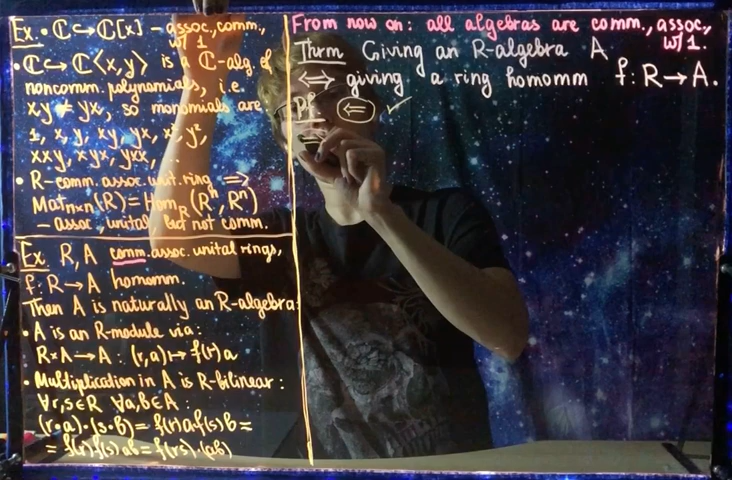 Ex. • ℂ ↪ ℂ[x] – assoc., comm.,
w/ 1
• ℂ ↪ ℂ⟨x,y⟩ is a ℂ-alg. of
noncomm. polynomials, i.e.
xy ≠ yx, so monomials are
1, x, y, xy, yx, x², y²,
xxy, xyx, yxx, ...
• R-comm. assoc. unit. ring ⟹
Mat_{n×n}(R) = Hom_R(Rⁿ, Rⁿ)
– assoc, unital but not comm.
Ex R, A comm. assoc. unital rings,
f: R → A homomm.
Then A is naturally an R-algebra:
• A is an R-module via:
R × A → A : (r,a) ↦ f(r) a
• Multiplication in A is R-bilinear:
∀r,s∈R ∀a,b∈A :
(r∘a)·(s∘b) = f(r)a·f(s)b =
= f(r)f(s)ab = f(rs)·(ab)
From now on: all algebras are comm., assoc.,
w/ 1.
Thrm Giving an R-algebra A
⟺ giving a ring homomm f: R → A.
Pf (⇐) ✓